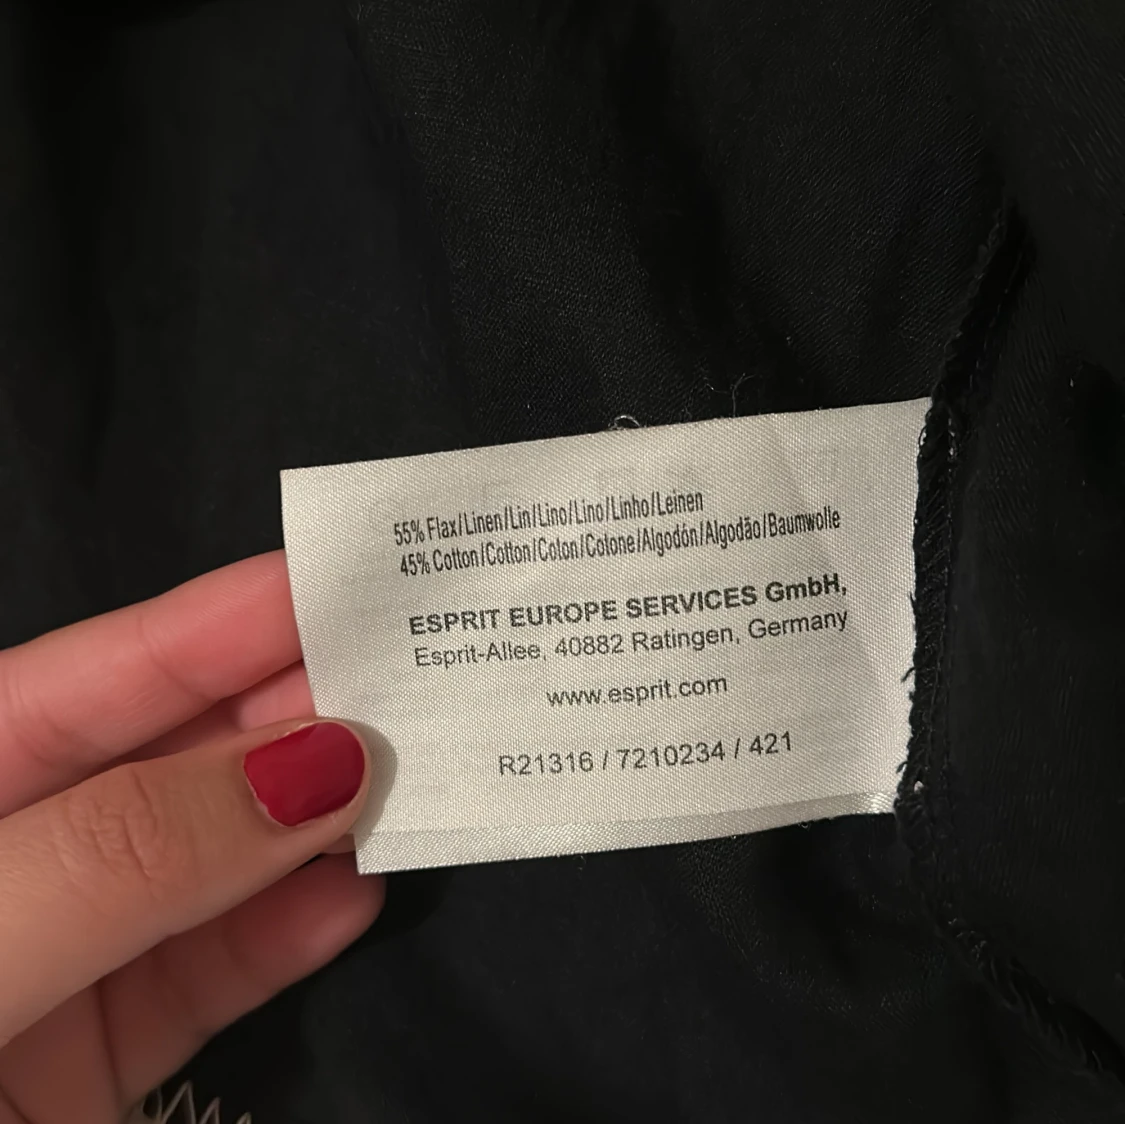 55% Flax/Linen/Lin/Lino/Lino/Linho/Leinen
45% Cotton/Cotton/Coton/Cotone/Algodón/Algodão/Baumwolle
ESPRIT EUROPE SERVICES GmbH,
Esprit-Allee, 40882 Ratingen, Germany
www.esprit.com
R21316 / 7210234 / 421